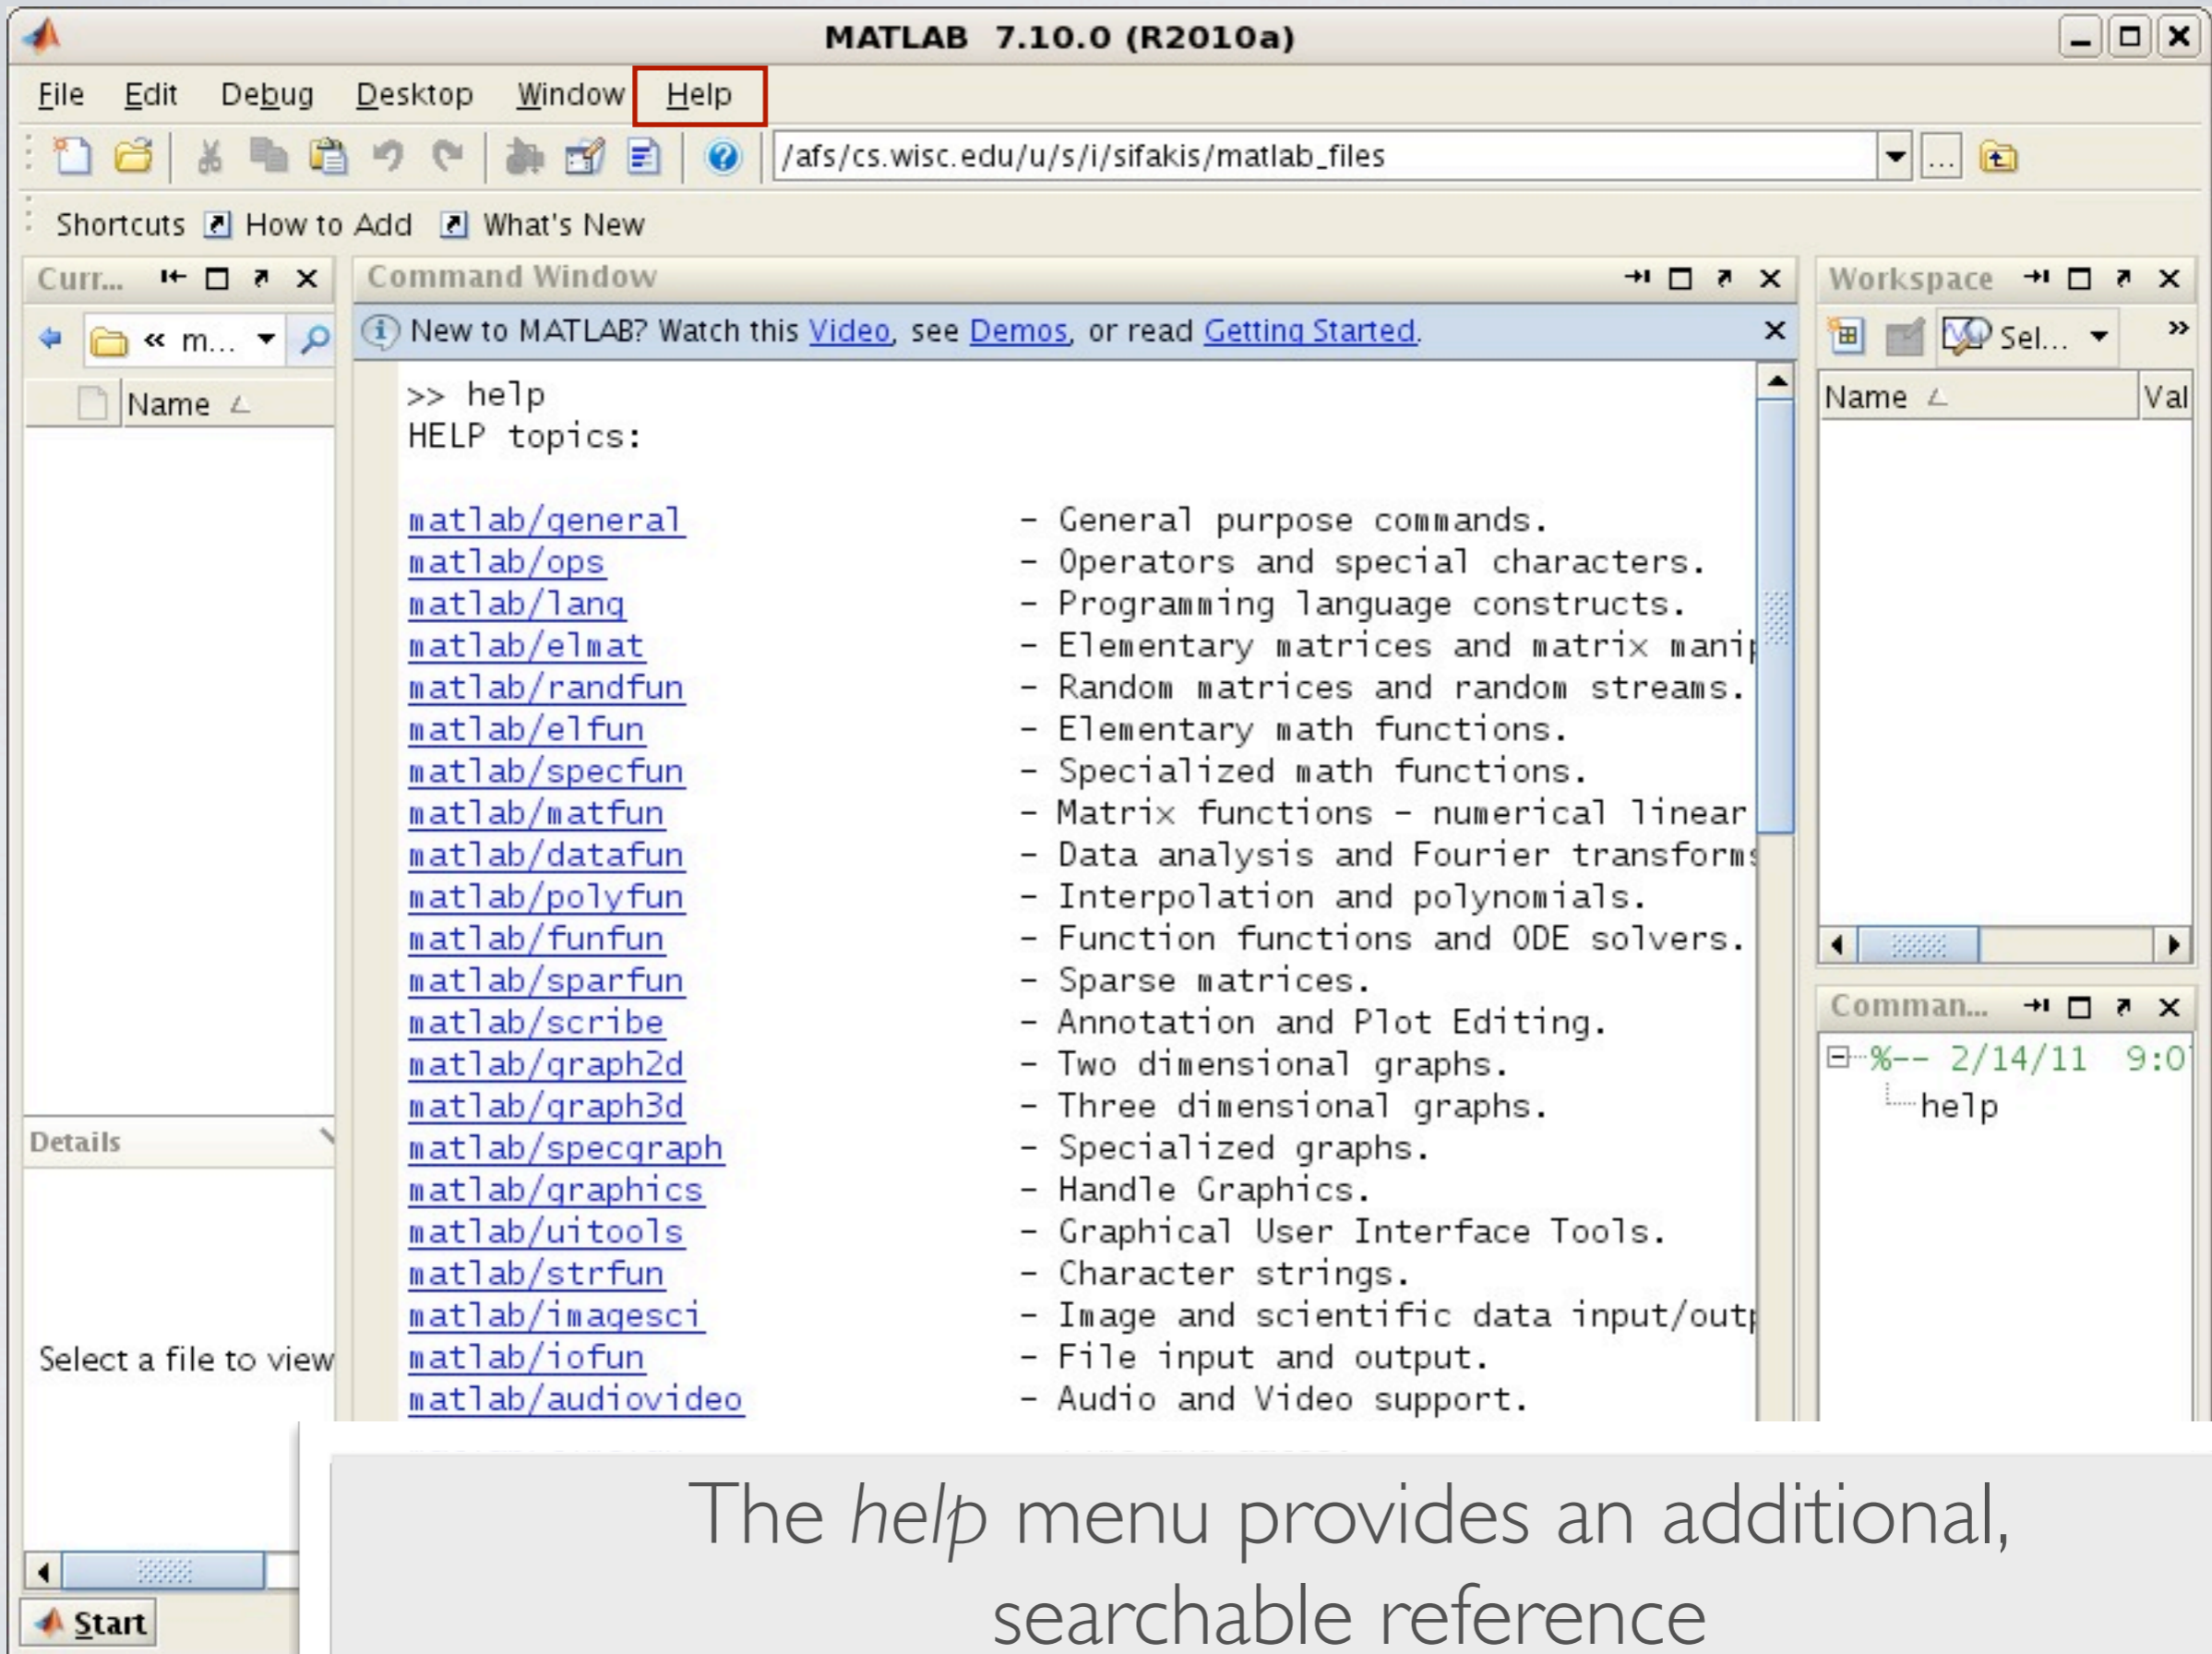 MATLAB 7.10.0 (R2010a)
File Edit Debug Desktop Window Help
/afs/cs.wisc.edu/u/s/i/sifakis/matlab_files ...
Shortcuts How to Add What's New
Curr...
« m...
Name
Details
Select a file to view
Start
Command Window
New to MATLAB? Watch this Video, see Demos, or read Getting Started.
>> help
HELP topics:
matlab/general - General purpose commands.
matlab/ops - Operators and special characters.
matlab/lang - Programming language constructs.
matlab/elmat - Elementary matrices and matrix mani
matlab/randfun - Random matrices and random streams.
matlab/elfun - Elementary math functions.
matlab/specfun - Specialized math functions.
matlab/matfun - Matrix functions - numerical linear
matlab/datafun - Data analysis and Fourier transforms
matlab/polyfun - Interpolation and polynomials.
matlab/funfun - Function functions and ODE solvers.
matlab/sparfun - Sparse matrices.
matlab/scribe - Annotation and Plot Editing.
matlab/graph2d - Two dimensional graphs.
matlab/graph3d - Three dimensional graphs.
matlab/specgraph - Specialized graphs.
matlab/graphics - Handle Graphics.
matlab/uitools - Graphical User Interface Tools.
matlab/strfun - Character strings.
matlab/imagesci - Image and scientific data input/out
matlab/iofun - File input and output.
matlab/audiovideo - Audio and Video support.
Workspace
Sel... »
Name Val
Comman...
%-- 2/14/11 9:0
help
The help menu provides an additional,
searchable reference